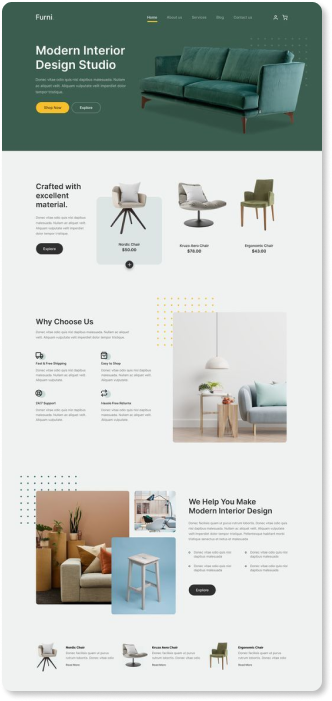 Furni
Home About us Services Blog Contact us
Modern Interior
Design Studio
Donec vitae odio quis nisl dapibus malesuada. Nullam
ac aliquet velit. Aliquam vulputate velit imperdiet dolor
tempor tristique.
Shop Now Explore
Crafted with
excellent
material.
Donec vitae odio quis nisl dapibus
malesuada. Nullam ac aliquet velit.
Aliquam vulputate velit imperdiet
dolor tempor tristique.
Explore
Nordic Chair
$50.00
Kruzo Aero Chair
$78.00
Ergonomic Chair
$43.00
Why Choose Us
Donec vitae odio quis nisl dapibus malesuada. Nullam ac aliquet
velit. Aliquam vulputate velit imperdiet dolor tempor tristique.
Fast & Free Shipping
Donec vitae odio quis nisl dapibus
malesuada. Nullam ac aliquet velit.
Aliquam vulputate.
Easy to Shop
Donec vitae odio quis nisl dapibus
malesuada. Nullam ac aliquet velit.
Aliquam vulputate.
24/7 Support
Donec vitae odio quis nisl dapibus
malesuada. Nullam ac aliquet velit.
Aliquam vulputate.
Hassle Free Returns
Donec vitae odio quis nisl dapibus
malesuada. Nullam ac aliquet velit.
Aliquam vulputate.
We Help You Make
Modern Interior Design
Donec facilisis quam ut purus rutrum lobortis. Donec vitae odio quis
nisl dapibus malesuada. Nullam ac aliquet velit. Aliquam vulputate
velit imperdiet dolor tempor tristique. Pellentesque habitant morbi
tristique senectus et netus et malesuada.
Donec vitae odio quis nisl
dapibus malesuada
Donec vitae odio quis nisl
dapibus malesuada
Donec vitae odio quis nisl
dapibus malesuada
Donec vitae odio quis nisl
dapibus malesuada
Explore
Nordic Chair
Donec facilisis quam ut purus
rutrum lobortis. Donec vitae odio
Read More
Kruzo Aero Chair
Donec facilisis quam ut purus
rutrum lobortis. Donec vitae odio
Read More
Ergonomic Chair
Donec facilisis quam ut purus
rutrum lobortis. Donec vitae odio
Read More